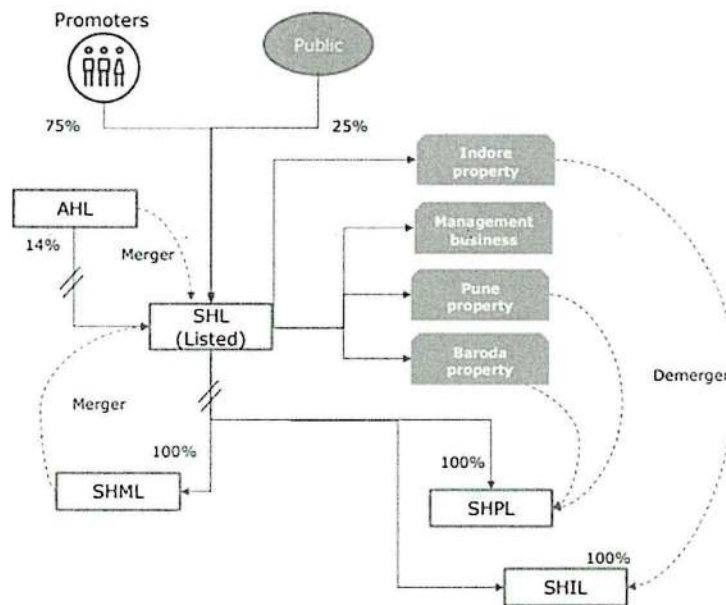 Promoters
Public
75%
25%
Indore
property
AHL
Management
business
14%
Merger
Pune
property
SHL
(Listed)
Baroda
property
Demerger
Merger
100%
100%
SHML
SHPL
100%
SHIL